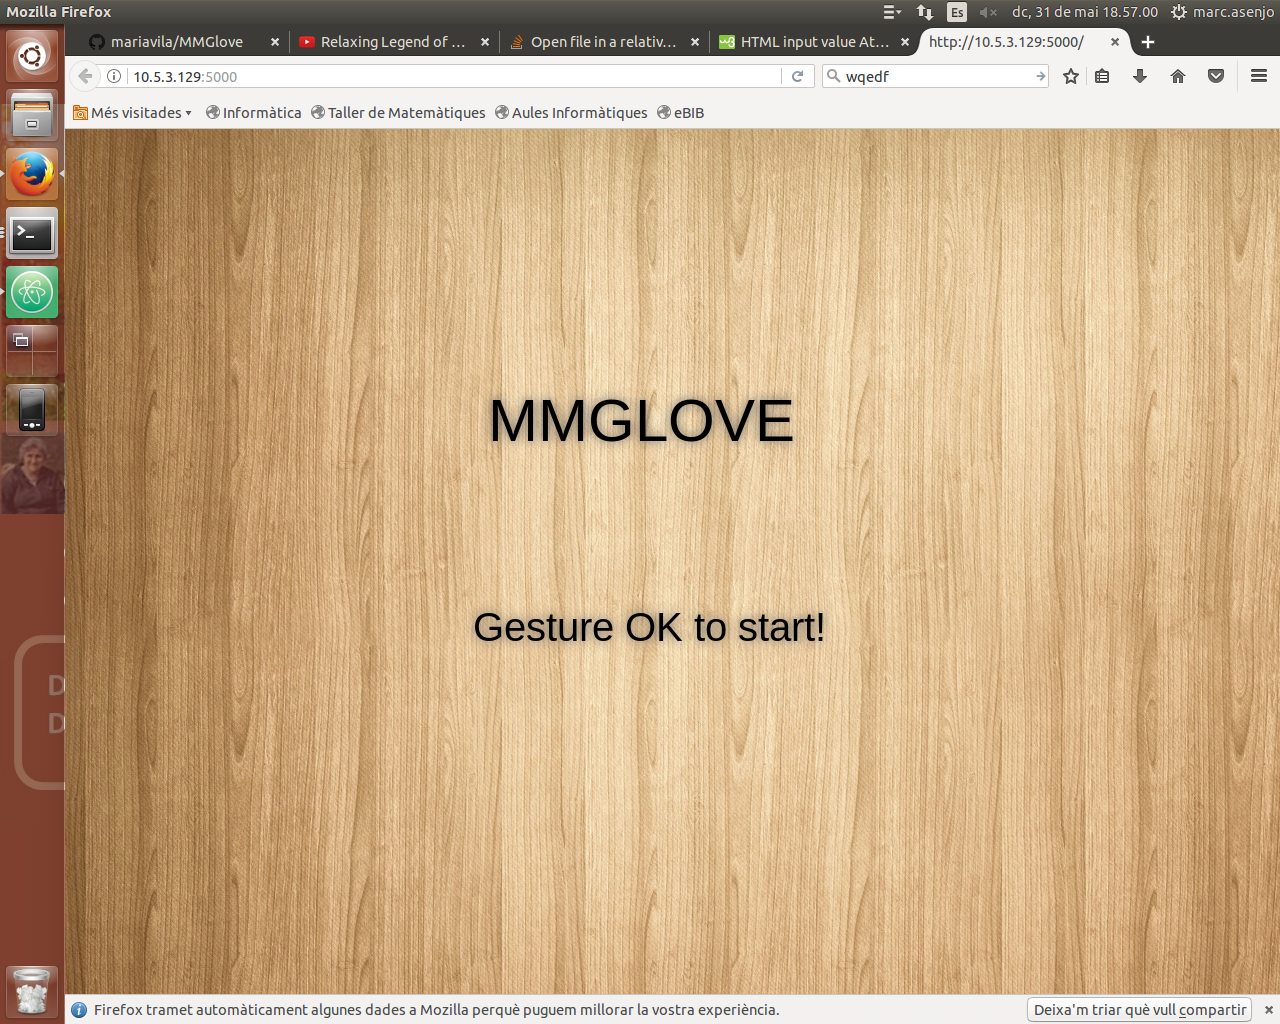 Mozilla Firefox
Es
dc, 31 de mai 18.57.00
marc.asenjo
mariavila/MMGlove
Relaxing Legend of ...
Open file in a relativ...
HTML input value At...
http://10.5.3.129:5000/
10.5.3.129:5000
wqedf
Més visitades
Informàtica
Taller de Matemàtiques
Aules Informàtiques
eBIB
MMGLOVE
Gesture OK to start!
D
D
Firefox tramet automàticament algunes dades a Mozilla perquè puguem millorar la vostra experiència.
Deixa'm triar què vull compartir